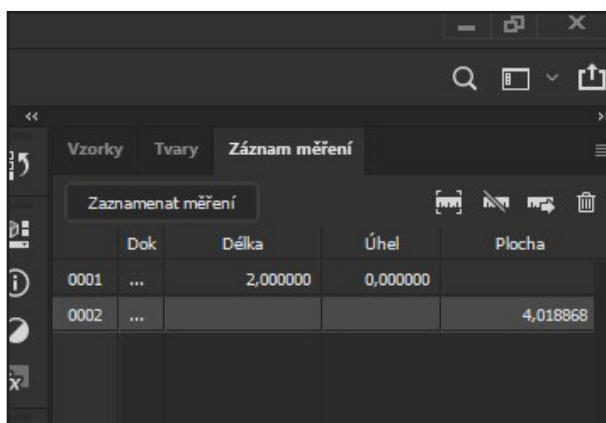 Vzorky Tvary Záznam měření
Zaznamenat měření
Dok Délka Úhel Plocha
0001 ... 2,000000 0,000000
0002 ... 4,018868